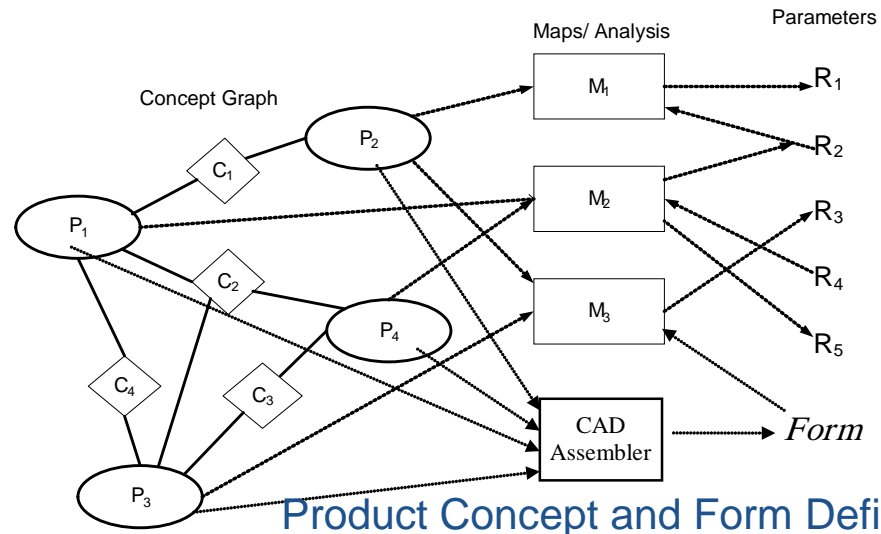 Parameters
Maps/ Analysis
Concept Graph
M1
R1
P2
R2
C1
M2
P1
R3
C2
R4
M3
P4
R5
C4
C3
CAD
Assembler
Form
P3
Product Concept and Form Defi